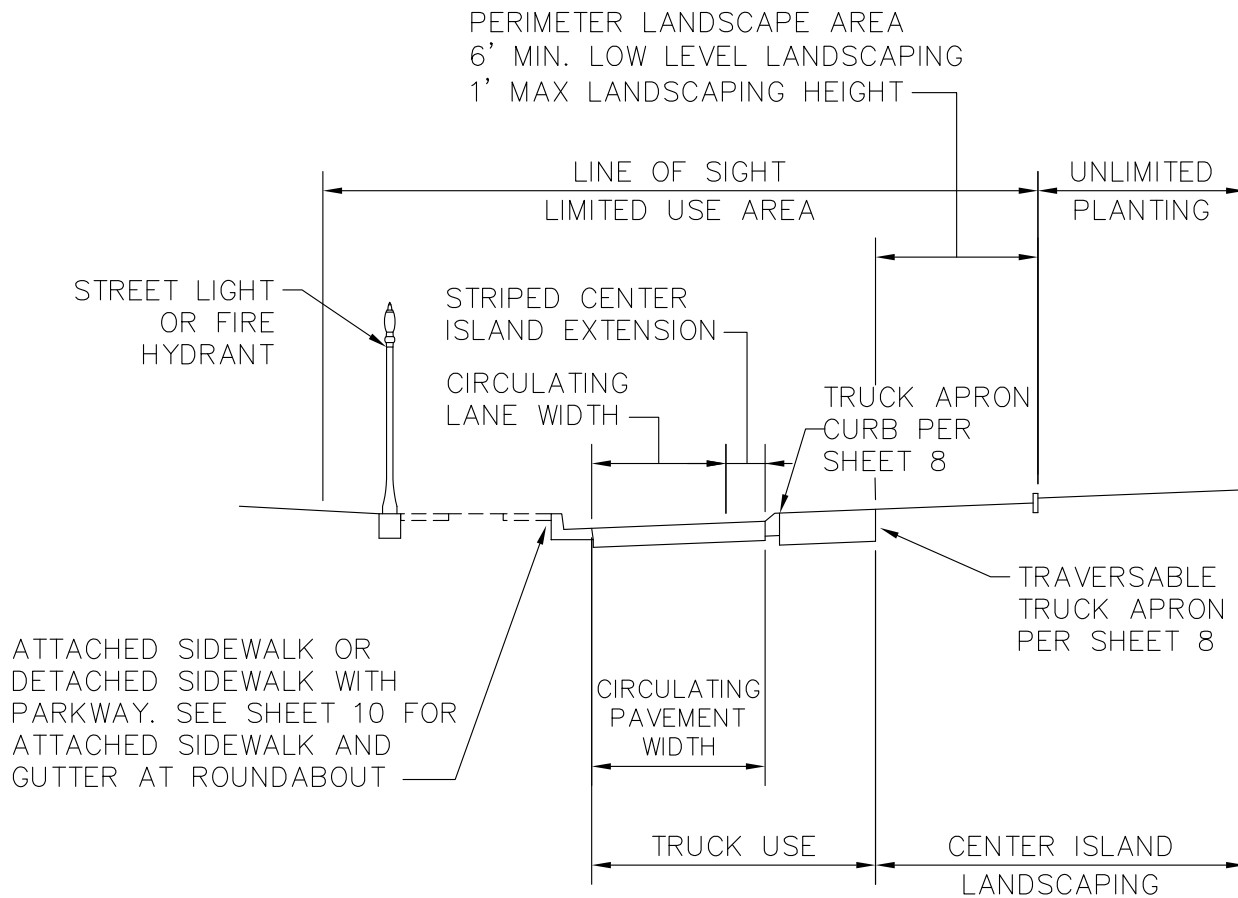 PERIMETER LANDSCAPE AREA
6' MIN. LOW LEVEL LANDSCAPING
1' MAX LANDSCAPING HEIGHT
LINE OF SIGHT
LIMITED USE AREA
UNLIMITED
PLANTING
STREET LIGHT
OR FIRE
HYDRANT
STRIPED CENTER
ISLAND EXTENSION
CIRCULATING
LANE WIDTH
TRUCK APRON
CURB PER
SHEET 8
TRAVERSABLE
TRUCK APRON
PER SHEET 8
ATTACHED SIDEWALK OR
DETACHED SIDEWALK WITH
PARKWAY. SEE SHEET 10 FOR
ATTACHED SIDEWALK AND
GUTTER AT ROUNDABOUT
CIRCULATING
PAVEMENT
WIDTH
TRUCK USE
CENTER ISLAND
LANDSCAPING